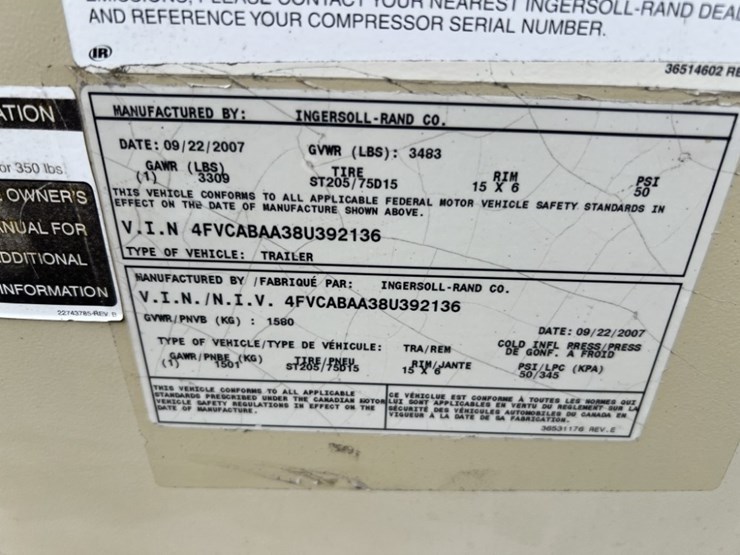 AND REFERENCE YOUR COMPRESSOR SERIAL NUMBER.
IR
36514602 RE
ATION
or 350 lbs
OWNER'S
NUAL FOR
DDITIONAL
INFORMATION
22743785-REV B
MANUFACTURED BY: INGERSOLL-RAND CO.
DATE: 09/22/2007 GVWR (LBS): 3483
GAWR (LBS) TIRE RIM PSI
(1) 3309 ST205/75D15 15 X 6 50
THIS VEHICLE CONFORMS TO ALL APPLICABLE FEDERAL MOTOR VEHICLE SAFETY STANDARDS IN
EFFECT ON THE DATE OF MANUFACTURE SHOWN ABOVE.
V.I.N 4FVCABAA38U392136
TYPE OF VEHICLE: TRAILER
MANUFACTURED BY /FABRIQUÉ PAR: INGERSOLL-RAND CO.
V.I.N./N.I.V. 4FVCABAA38U392136
GVWR/PNVB (KG) : 1580
DATE: 09/22/2007
TYPE OF VEHICLE/TYPE DE VÉHICULE: TRA/REM COLD INFL PRESS/PRESS
DE GONF. A FROID
GAWR/PNBE (KG) TIRE/PNEU RIM/JANTE PSI/LPC (KPA)
(1) 1501 ST205/75D15 15 X 6 50/345
THIS VEHICLE CONFORMS TO ALL APPLICABLE
STANDARDS PRESCRIBED UNDER THE CANADIAN MOTOR
VEHICLE SAFETY REGULATIONS IN EFFECT ON THE
DATE OF MANUFACTURE.
CE VÉHICLUE EST CONFORME À TOUTES LES NORMES QUI
LUI SONT APPLICABLES EN VERTU DU REGLEMENT SUR LA
SÉCURITÉ DES VÉHICULES AUTOMOBILES DU CANADA EN
VIGUEUR A LA DATE DE SA FABRICATION.
36531176 REV.E